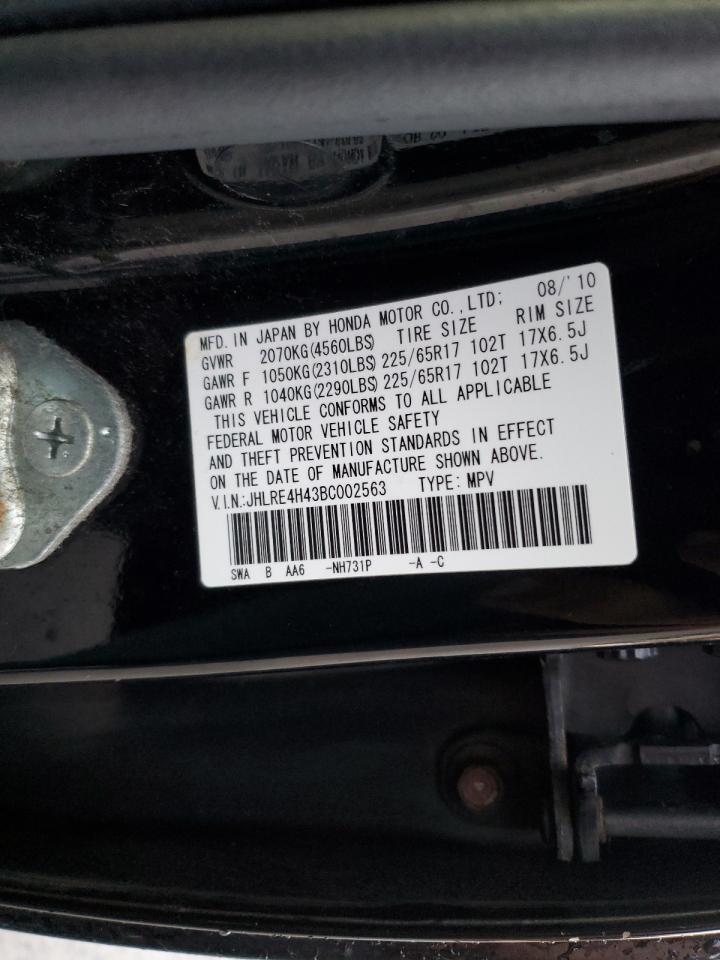 MFD. IN JAPAN BY HONDA MOTOR CO.,LTD; 08/'10
GVWR 2070KG(4560LBS) TIRE SIZE RIM SIZE
GAWR F 1050KG(2310LBS) 225/65R17 102T 17X6.5J
GAWR R 1040KG(2290LBS) 225/65R17 102T 17X6.5J
THIS VEHICLE CONFORMS TO ALL APPLICABLE
FEDERAL MOTOR VEHICLE SAFETY
AND THEFT PREVENTION STANDARDS IN EFFECT
ON THE DATE OF MANUFACTURE SHOWN ABOVE.
V.I.N.:JHLRE4H43BC002563 TYPE: MPV
SWA B AA6 -NH731P -A -C